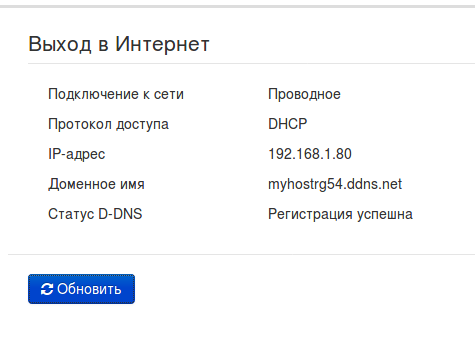 Выход в Интернет
Подключение к сети Проводное
Протокол доступа DHCP
IP-адрес 192.168.1.80
Доменное имя myhostrg54.ddns.net
Статус D-DNS Регистрация успешна
Обновить